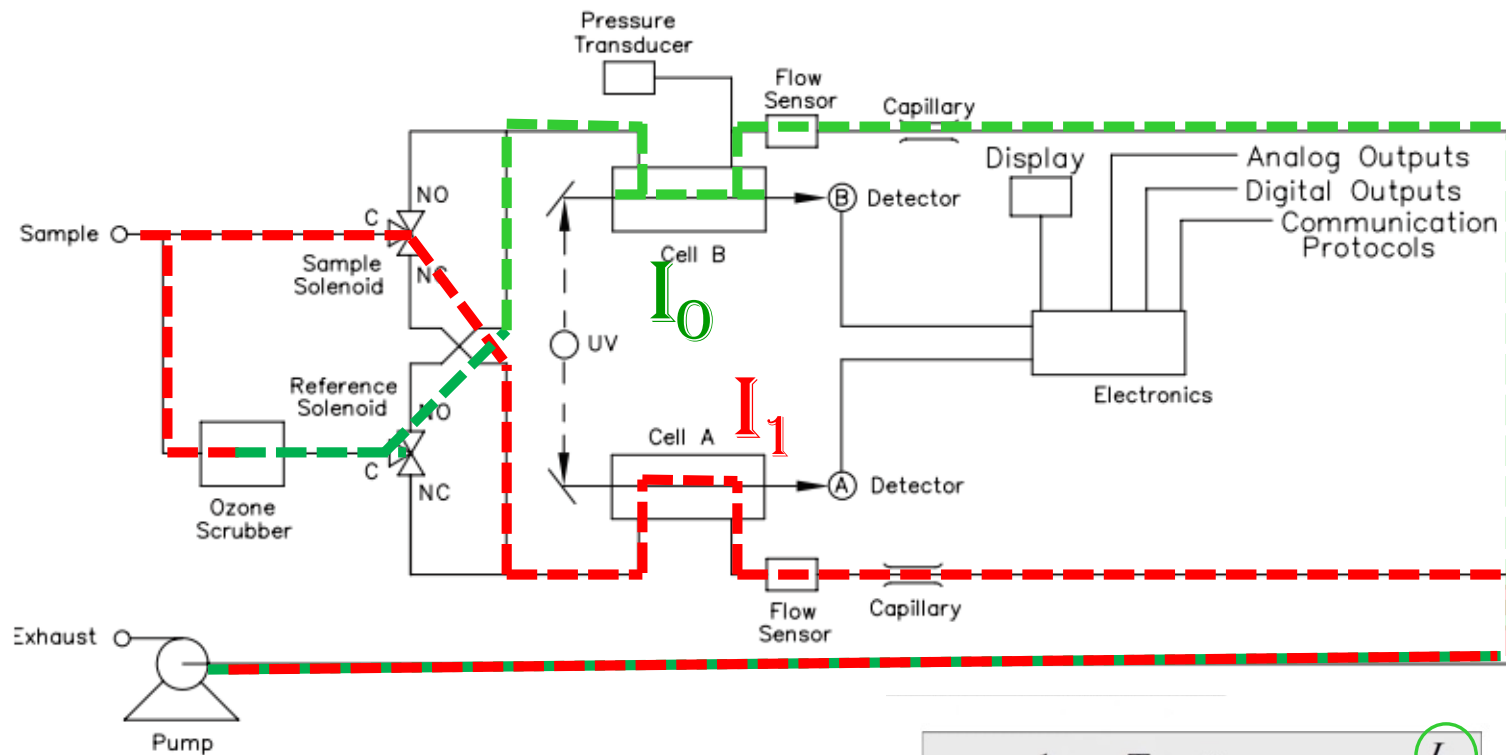 Pressure
Transducer
Flow
Sensor
Capillary
Display
Analog Outputs
Digital Outputs
Communication
Protocols
NO
C
Sample
Sample
Solenoid
NC
B
Detector
Cell B
I0
UV
Electronics
Reference
Solenoid
NO
I1
Cell A
C
NC
A
Detector
Ozone
Scrubber
Flow
Sensor
Capillary
Exhaust
Pump